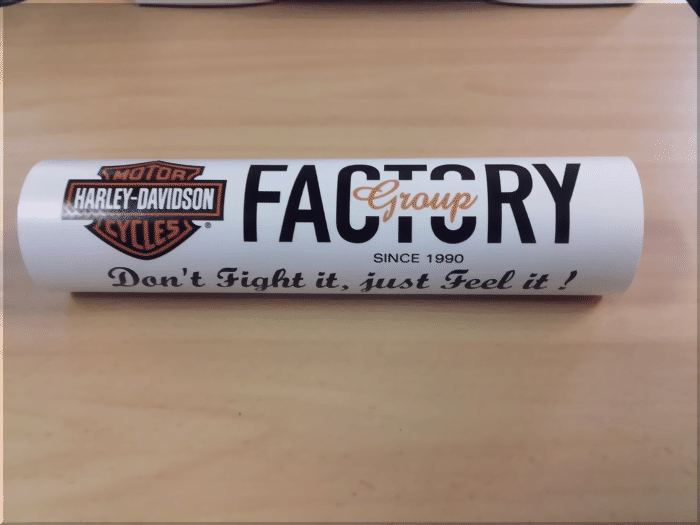 MOTOR
HARLEY-DAVIDSON
CYCLES ®
FACTORY
Group
SINCE 1990
Don't Fight it, just Feel it !